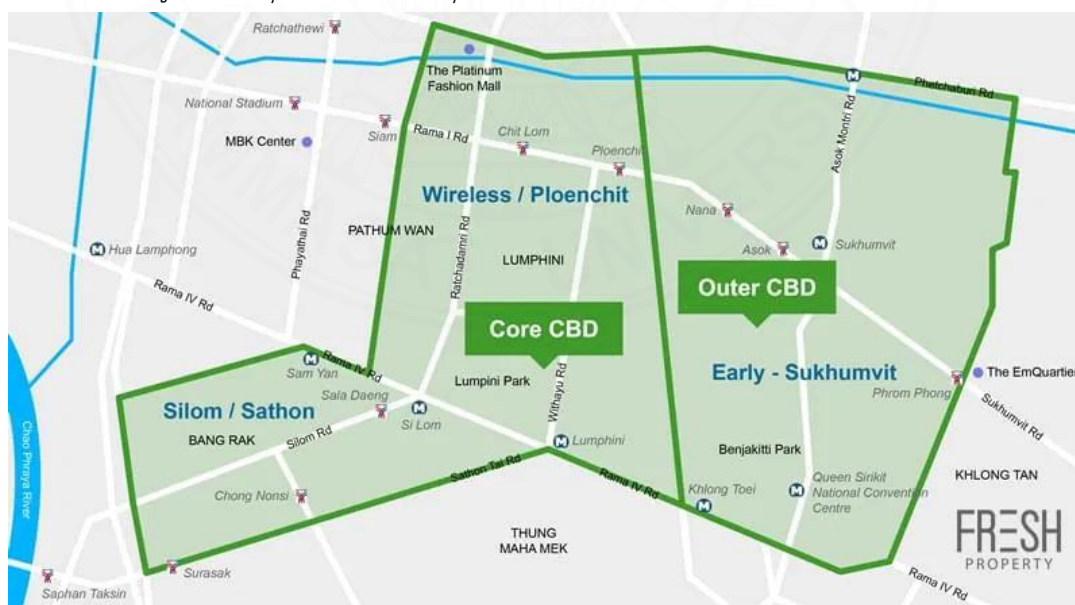 Ratchathewi
The Platinum
Fashion Mall
Phetchaburi Rd
National Stadium
Siam
Rama I Rd
Chit Lom
Asok Montri Rd
MBK Center
Ploenchit
Wireless / Ploenchit
Nana
PATHUM WAN
Phayathai Rd
Ratchadamri Rd
Hua Lamphong
LUMPHINI
Asok
Sukhumvit
Rama IV Rd
Outer CBD
Core CBD
Rama IV Rd
Sam Yan
Lumpini Park
Withayu Rd
Early - Sukhumvit
The EmQuartier
Phrom Phong
Sala Daeng
Silom / Sathon
Si Lom
Sukhumvit Rd
BANG RAK
Silom Rd
Lumphini
Benjakitti Park
Chao Phraya River
Sathon Tai Rd
Rama IV Rd
Khlong Toei
Queen Sirikit
National Convention
Centre
KHLONG TAN
Chong Nonsi
THUNG
MAHA MEK
FRESH
PROPERTY
Surasak
Saphan Taksin
Rama IV Rd